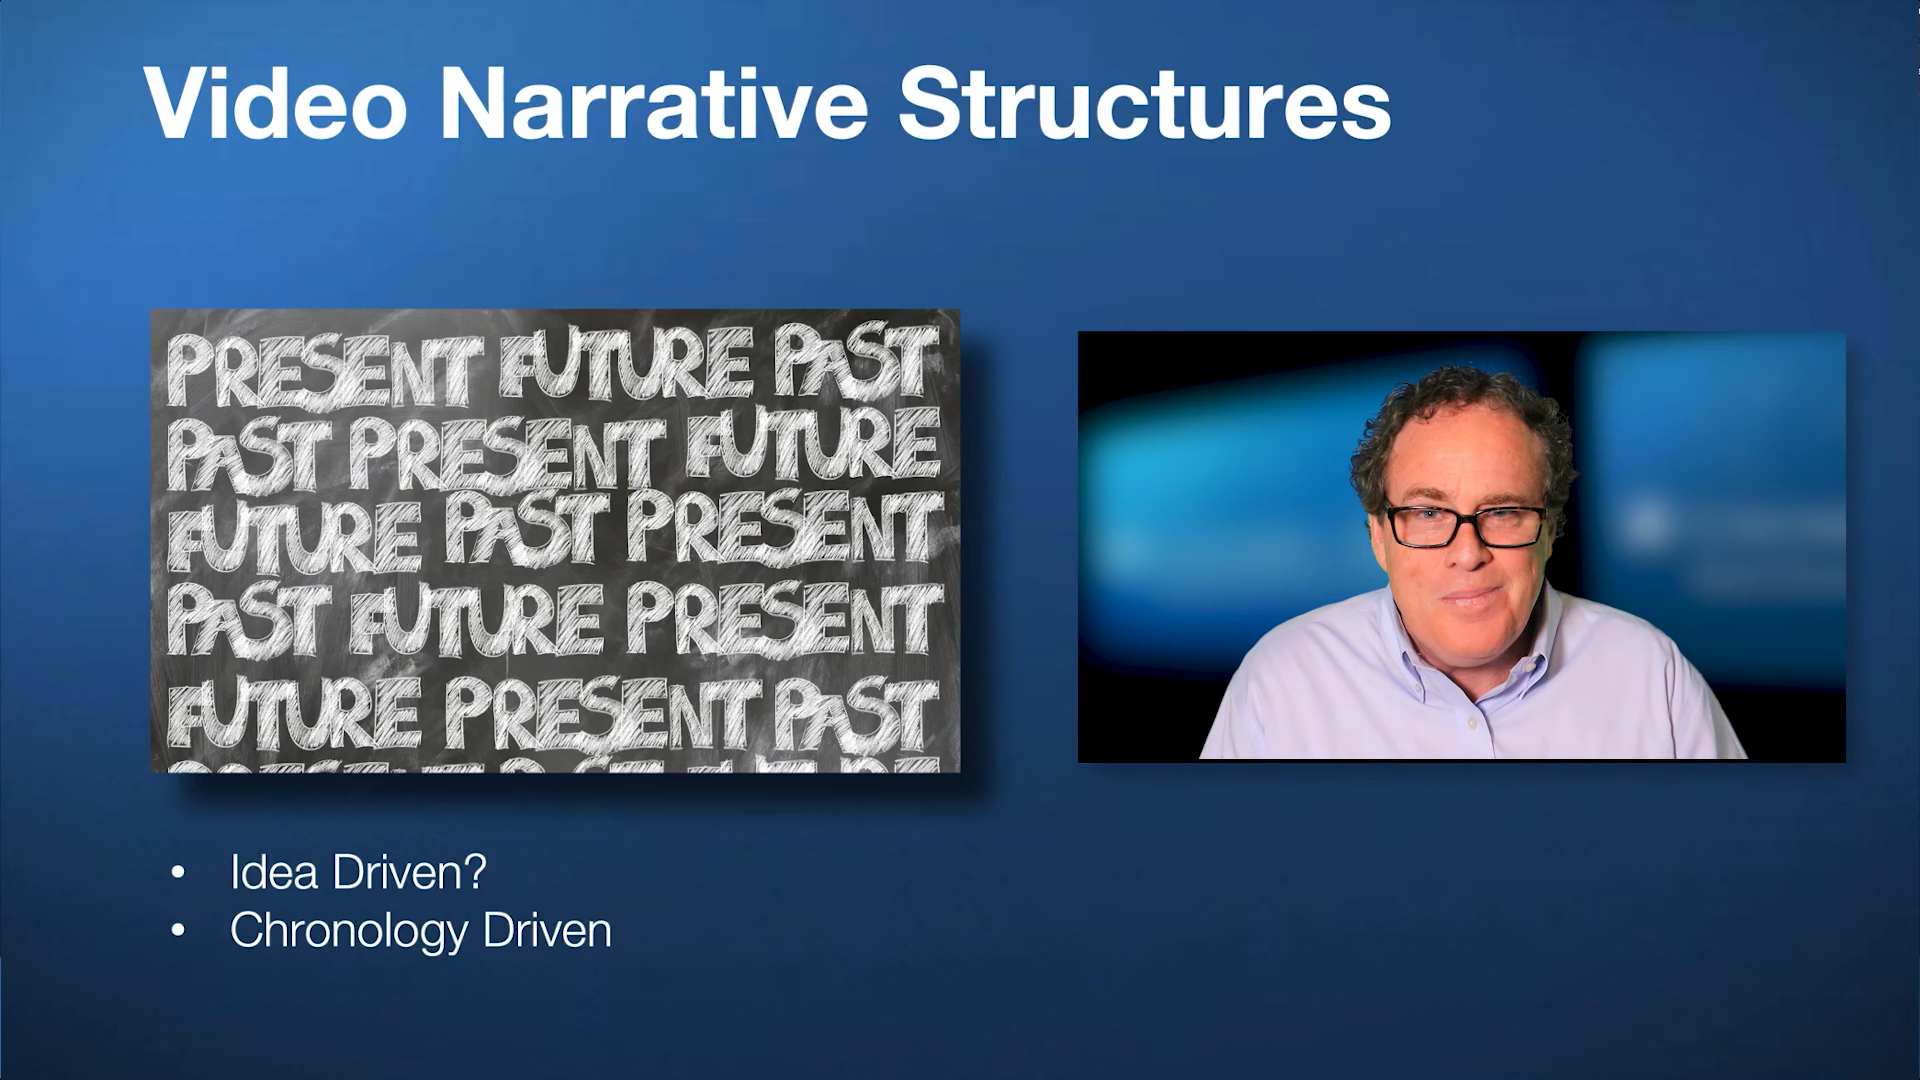 Video Narrative Structures
PRESENT FUTURE PAST
PAST PRESENT FUTURE
FUTURE PAST PRESENT
PAST FUTURE PRESENT
FUTURE PRESENT PAST
• Idea Driven?
• Chronology Driven